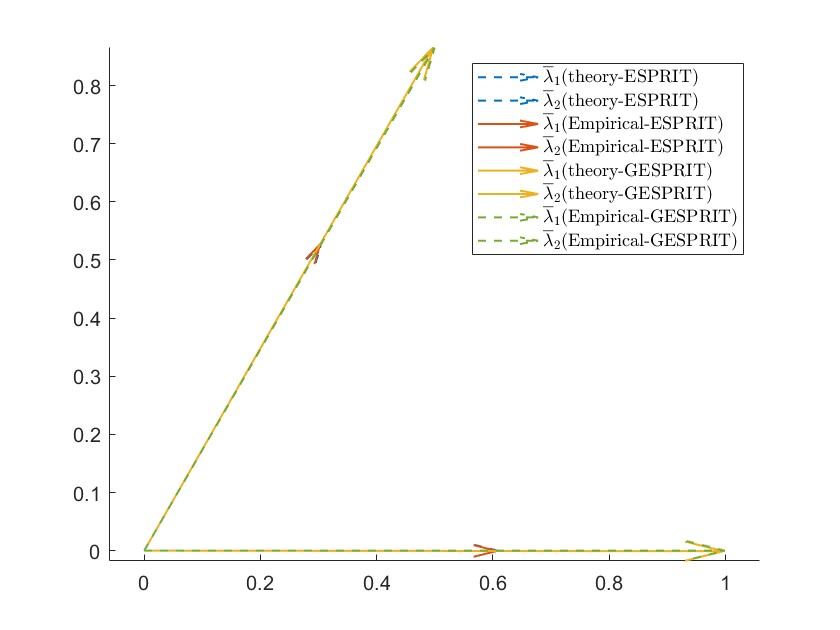 0.8
0.7
0.6
0.5
0.4
0.3
0.2
0.1
0
0 0.2 0.4 0.6 0.8 1
λ̅₁(theory-ESPRIT)
λ̅₂(theory-ESPRIT)
λ̅₁(Empirical-ESPRIT)
λ̅₂(Empirical-ESPRIT)
λ̅₁(theory-GESPRIT)
λ̅₂(theory-GESPRIT)
λ̅₁(Empirical-GESPRIT)
λ̅₂(Empirical-GESPRIT)